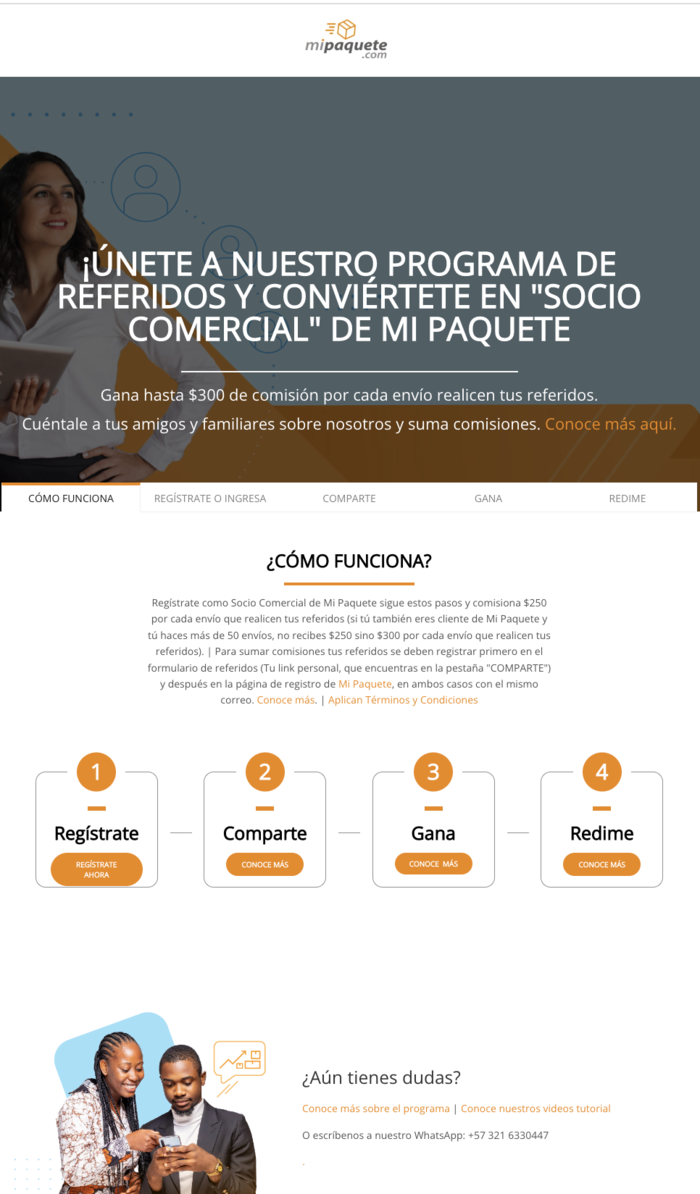 mipaquete
.com
¡ÚNETE A NUESTRO PROGRAMA DE
REFERIDOS Y CONVIÉRTETE EN "SOCIO
COMERCIAL" DE MI PAQUETE
Gana hasta $300 de comisión por cada envío realicen tus referidos.
Cuéntale a tus amigos y familiares sobre nosotros y suma comisiones. Conoce más aquí.
CÓMO FUNCIONA REGÍSTRATE O INGRESA COMPARTE GANA REDIME
¿CÓMO FUNCIONA?
Regístrate como Socio Comercial de Mi Paquete sigue estos pasos y comisiona $250
por cada envío que realicen tus referidos (si tú también eres cliente de Mi Paquete y
tú haces más de 50 envíos, no recibes $250 sino $300 por cada envío que realicen tus
referidos). | Para sumar comisiones tus referidos se deben registrar primero en el
formulario de referidos (Tu link personal, que encuentras en la pestaña "COMPARTE")
y después en la página de registro de Mi Paquete, en ambos casos con el mismo
correo. Conoce más. | Aplican Términos y Condiciones
1
Regístrate
REGÍSTRATE
AHORA
2
Comparte
CONOCE MÁS
3
Gana
CONOCE MÁS
4
Redime
CONOCE MÁS
¿Aún tienes dudas?
Conoce más sobre el programa | Conoce nuestros videos tutorial
O escríbenos a nuestro WhatsApp: +57 321 6330447
.